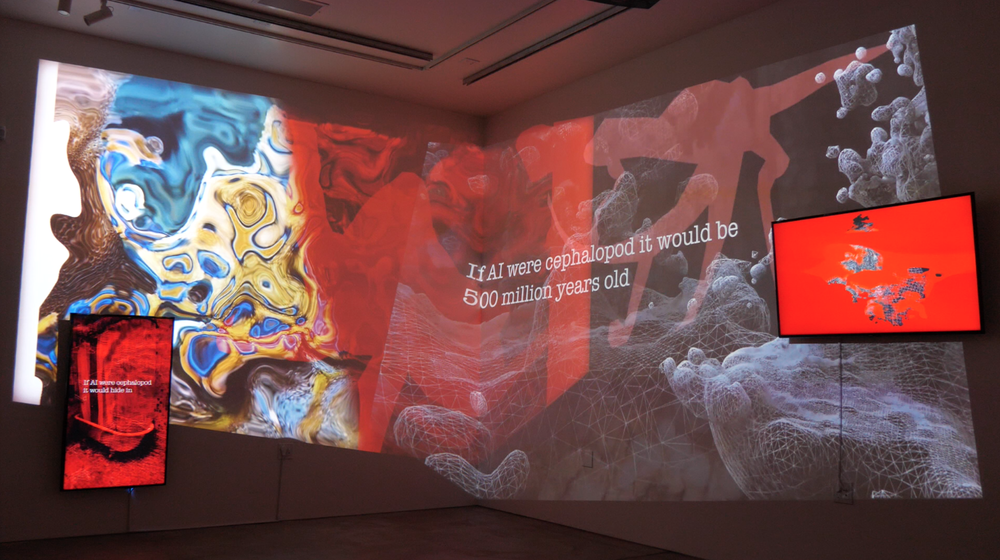 If AI were cephalopod it would be
500 million years old
If AI were cephalopod
it would hide in